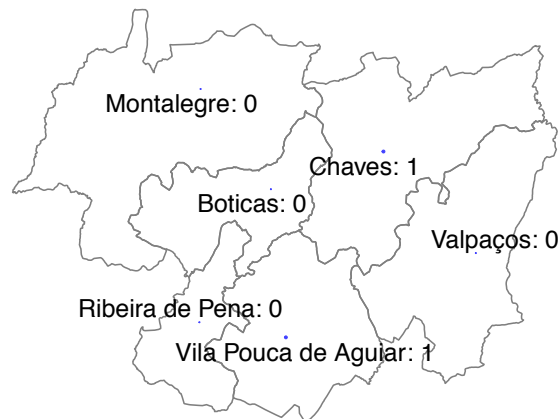 Montalegre: 0
Chaves: 1
Boticas: 0
Valpaços: 0
Ribeira de Pena: 0
Vila Pouca de Aguiar: 1